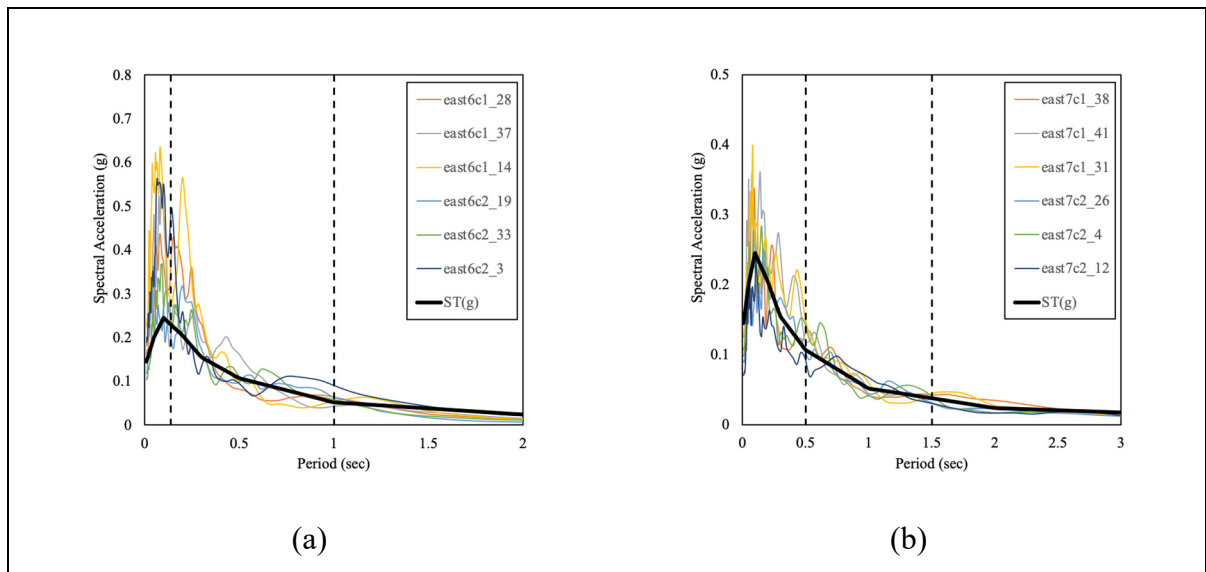 0.8
0.7
0.6
0.5
0.4
0.3
0.2
0.1
0
Spectral Acceleration (g)
0
0.5
1
1.5
2
Period (sec)
east6c1_28
east6c1_37
east6c1_14
east6c2_19
east6c2_33
east6c2_3
ST(g)
(a)
0.5
0.4
0.3
0.2
0.1
0
Spectral Acceleration (g)
0
0.5
1
1.5
2
2.5
3
Period (sec)
east7c1_38
east7c1_41
east7c1_31
east7c2_26
east7c2_4
east7c2_12
ST(g)
(b)